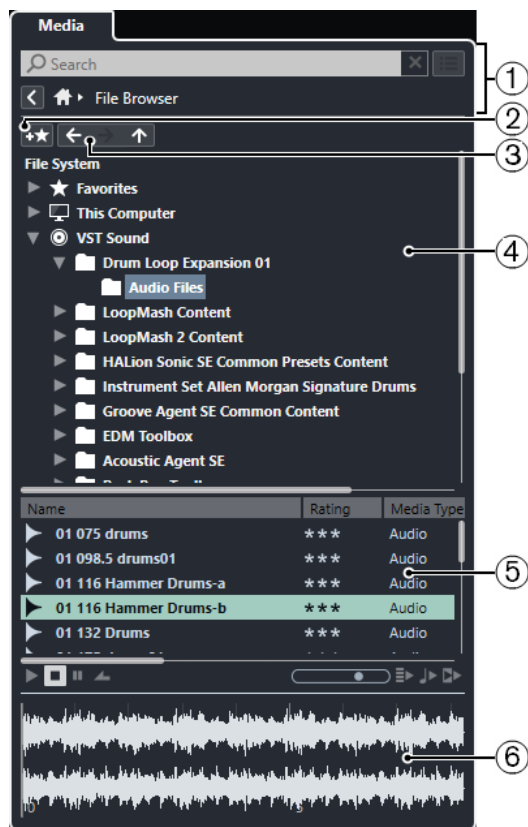 Media
Search
File Browser
1
2
3
File System
Favorites
This Computer
VST Sound
4
Drum Loop Expansion 01
Audio Files
LoopMash Content
LoopMash 2 Content
HALion Sonic SE Common Presets Content
Instrument Set Allen Morgan Signature Drums
Groove Agent SE Common Content
EDM Toolbox
Acoustic Agent SE
Name Rating Media Type
01 075 drums *** Audio
01 098.5 drums01 *** Audio
5
01 116 Hammer Drums-a *** Audio
01 116 Hammer Drums-b *** Audio
01 132 Drums *** Audio
6
0